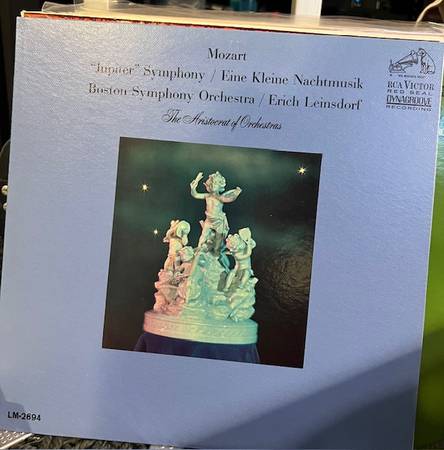 Mozart
"Jupiter" Symphony / Eine Kleine Nachtmusik
Boston Symphony Orchestra / Erich Leinsdorf
The Aristocrat of Orchestras
RCA VICTOR
RED SEAL
DYNAGROOVE
RECORDING
LM-2694